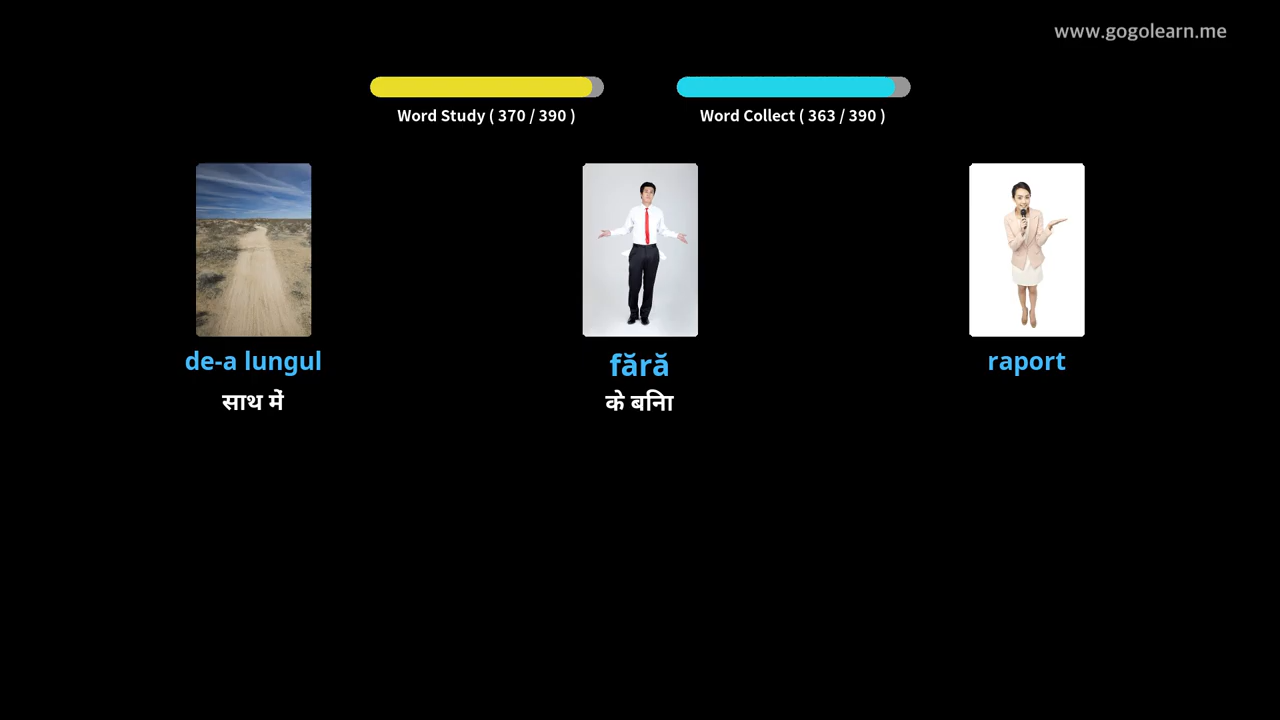 www.gogolearn.me
Word Study ( 370 / 390 )
Word Collect ( 363 / 390 )
de-a lungul
fără
raport
साथ में
के बिना